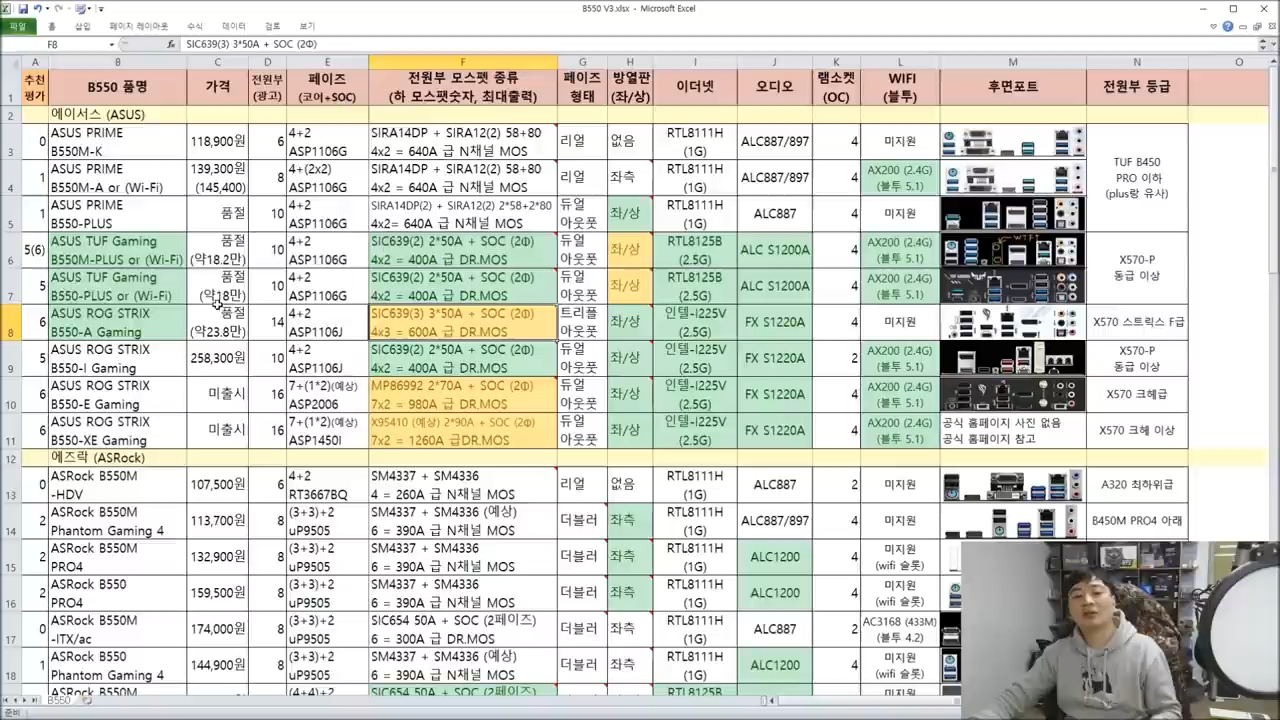 B550 V3.xlsx - Microsoft Excel
파일 홈 삽입 페이지 레이아웃 수식 데이터 검토 보기
F8 fx SIC639(3) 3*50A + SOC (2Φ)
A B C D E F G H I J K L M N O
1 추천평가 B550 품명 가격 전원부(광고) 페이즈(코어+SOC) 전원부 모스펫 종류(하 모스펫숫자, 최대출력) 페이즈형태 방열판(좌/상) 이더넷 오디오 램소켓(OC) WIFI(블투) 후면포트 전원부 등급
2 에이서스 (ASUS)
3 0 ASUS PRIME B550M-K 118,900원 6 4+2 ASP1106G SIRA14DP + SIRA12(2) 58+80 4x2 = 640A 급 N채널 MOS 리얼 없음 RTL8111H (1G) ALC887/897 4 미지원
4 1 ASUS PRIME B550M-A or (Wi-Fi) 139,300원 (145,400) 8 4+(2x2) ASP1106G SIRA14DP + SIRA12(2) 58+80 4x2 = 640A 급 N채널 MOS 리얼 좌측 RTL8111H (1G) ALC887/897 4 AX200 (2.4G) (블투 5.1) TUF B450 PRO 이하 (plus랑 유사)
5 1 ASUS PRIME B550-PLUS 품절 10 4+2 ASP1106G SIRA14DP(2) + SIRA12(2) 2*58+2*80 4x2= 640A 급 N채널 MOS 듀얼 아웃풋 좌/상 RTL8111H (1G) ALC887 4 미지원
6 5(6) ASUS TUF Gaming B550M-PLUS or (Wi-Fi) 품절 (약18.2만) 10 4+2 ASP1106G SIC639(2) 2*50A + SOC (2Φ) 4x2 = 400A 급 DR.MOS 듀얼 아웃풋 좌/상 RTL8125B (2.5G) ALC S1200A 4 AX200 (2.4G) (블투 5.1) X570-P 동급 이상
7 5 ASUS TUF Gaming B550-PLUS or (Wi-Fi) 품절 (약18만) 10 4+2 ASP1106G SIC639(2) 2*50A + SOC (2Φ) 4x2 = 400A 급 DR.MOS 듀얼 아웃풋 좌/상 RTL8125B (2.5G) ALC S1200A 4 AX200 (2.4G) (블투 5.1)
8 6 ASUS ROG STRIX B550-A Gaming 품절 (약23.8만) 14 4+2 ASP1106J SIC639(3) 3*50A + SOC (2Φ) 4x3 = 600A 급 DR.MOS 트리플 아웃풋 좌/상 인텔-I225V (2.5G) FX S1220A 4 미지원 X570 스트릭스 F급
9 5 ASUS ROG STRIX B550-I Gaming 258,300원 10 4+2 ASP1106J SIC639(2) 2*50A + SOC (2Φ) 4x2 = 400A 급 DR.MOS 듀얼 아웃풋 좌/상 인텔-I225V (2.5G) FX S1220A 2 AX200 (2.4G) (블투 5.1) X570-P 동급 이상
10 6 ASUS ROG STRIX B550-E Gaming 미출시 16 7+(1*2)(예상) ASP2006 MP86992 2*70A + SOC (2Φ) 7x2 = 980A 급 DR.MOS 듀얼 아웃풋 좌/상 인텔-I225V (2.5G) FX S1220A 4 AX200 (2.4G) (블투 5.1) X570 크헤급
11 6 ASUS ROG STRIX B550-XE Gaming 미출시 16 7+(1*2)(예상) ASP1450I X95410 (예상) 2*90A + SOC (2Φ) 7x2 = 1260A 급DR.MOS 듀얼 아웃풋 좌/상 인텔-I225V (2.5G) FX S1220A 4 AX200 (2.4G) (블투 5.1) 공식 홈페이지 사진 없음 공식 홈페이지 참고 X570 크헤 이상
12 에즈락 (ASRock)
13 0 ASRock B550M -HDV 107,500원 6 4+2 RT3667BQ SM4337 + SM4336 4 = 260A 급 N채널 MOS 리얼 없음 RTL8111H (1G) ALC887 2 미지원 A320 최하위급
14 2 ASRock B550M Phantom Gaming 4 113,700원 8 (3+3)+2 uP9505 SM4337 + SM4336 (예상) 6 = 390A 급 N채널 MOS 더블러 좌측 RTL8111H (1G) ALC887/897 4 미지원 B450M PRO4 아래
15 2 ASRock B550M PRO4 132,900원 8 (3+3)+2 uP9505 SM4337 + SM4336 6 = 390A 급 N채널 MOS 더블러 좌측 RTL8111H (1G) ALC1200 4 미지원 (wifi 슬롯)
16 2 ASRock B550 PRO4 159,500원 8 (3+3)+2 uP9505 SM4337 + SM4336 6 = 390A 급 N채널 MOS 더블러 좌측 RTL8111H (1G) ALC1200 4 미지원 (wifi 슬롯)
17 0 ASRock B550M -ITX/ac 174,000원 8 (3+3)+2 uP9505 SIC654 50A + SOC (2페이즈) 6 = 300A 급 DR.MOS 더블러 좌측 RTL8111H (1G) ALC887 2 AC3168 (433M) (블투 4.2)
18 1 ASRock B550 Phantom Gaming 4 144,900원 8 (3+3)+2 uP9505 SM4337 + SM4336 (예상) 6 = 390A 급 N채널 MOS 더블러 좌측 RTL8111H (1G) ALC1200 4 미지원 (wifi 슬롯)
ASRock B550M (4+4)+2 SIC654 50A + SOC (2페이즈) RTL8125B 미지원
B550
준비